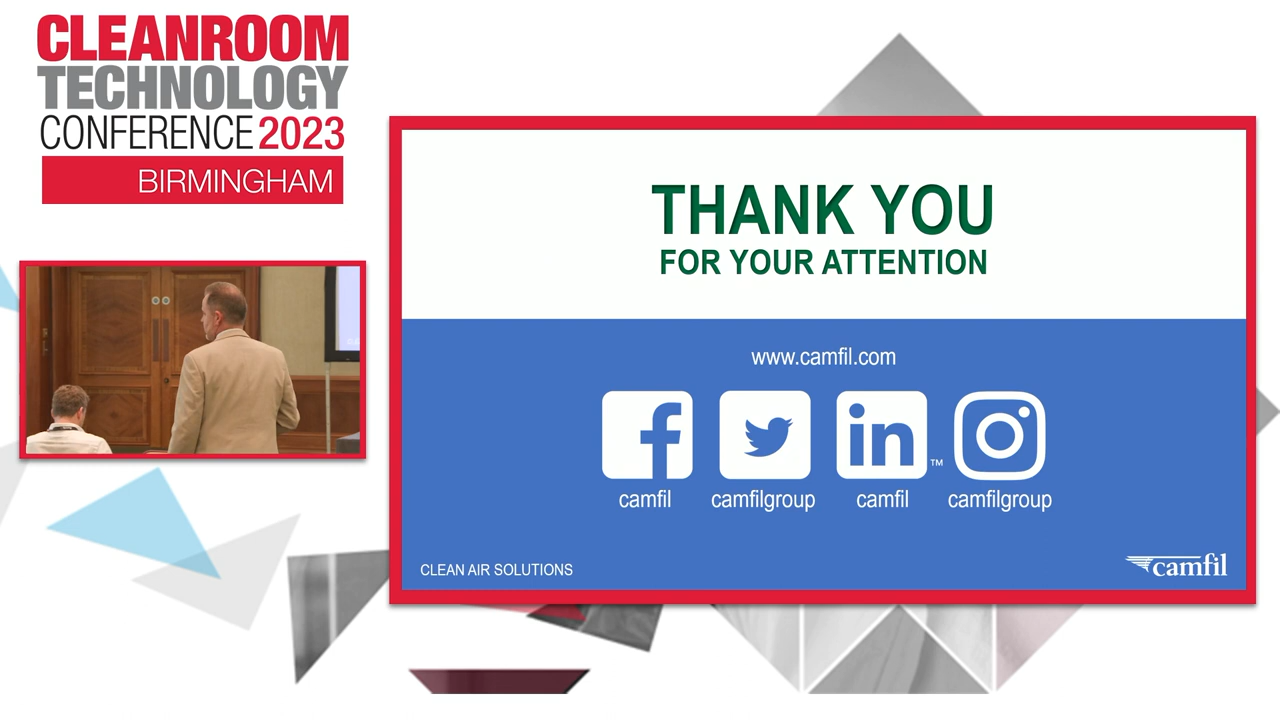 CLEANROOM
TECHNOLOGY
CONFERENCE 2023
BIRMINGHAM
THANK YOU
FOR YOUR ATTENTION
www.camfil.com
in™
camfil camfilgroup camfil camfilgroup
CLEAN AIR SOLUTIONS
camfil